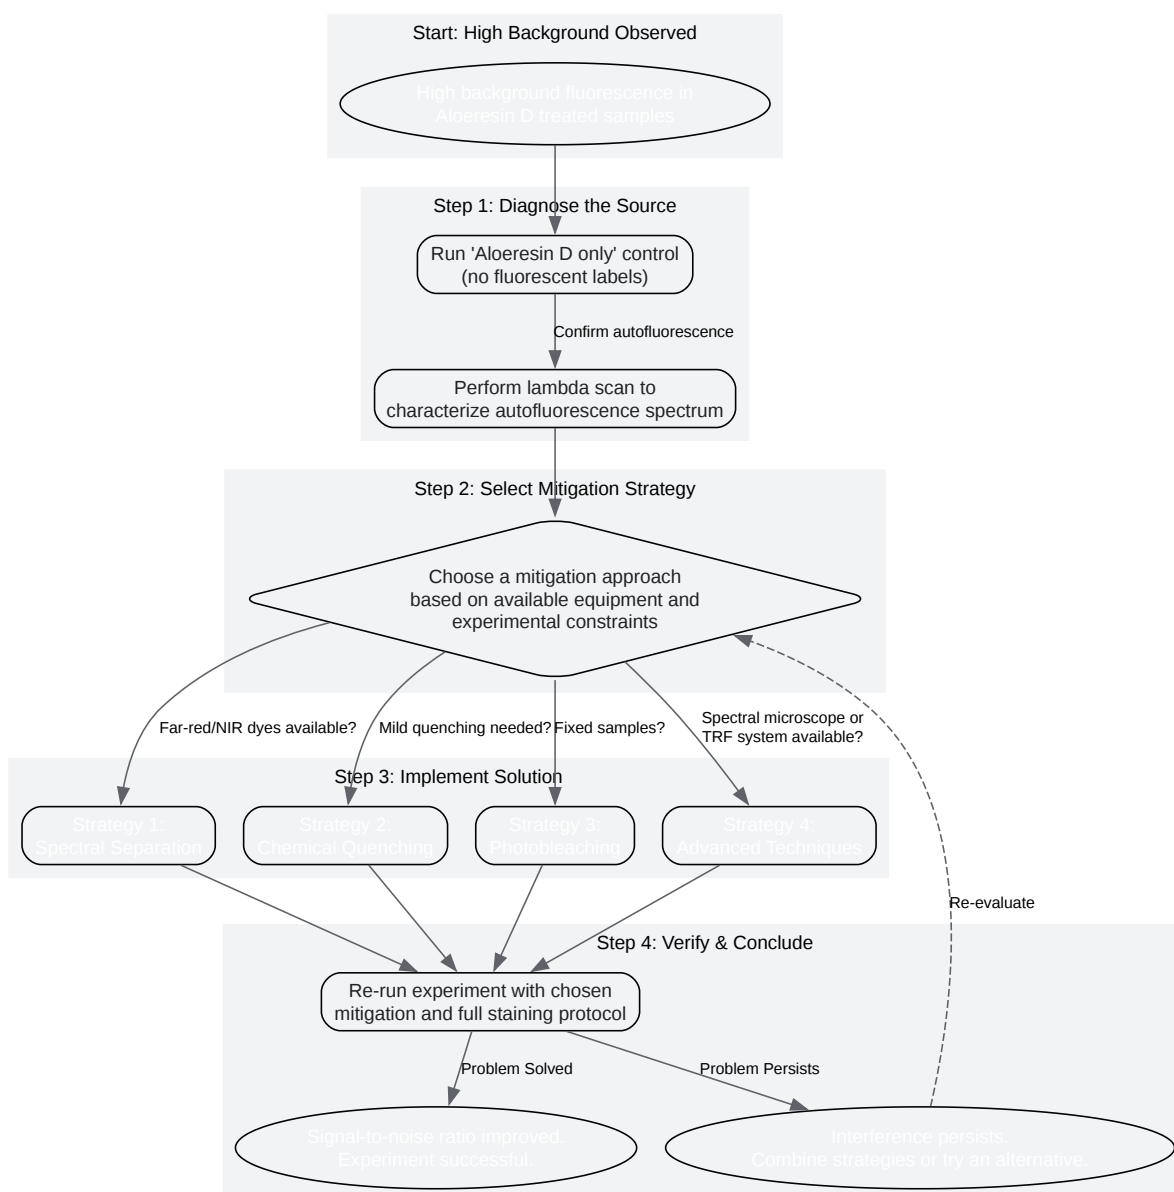 Start: High Background Observed
High background fluorescence in
Aloeresin D treated samples
Step 1: Diagnose the Source
Run 'Aloeresin D only' control
(no fluorescent labels)
Confirm autofluorescence
Perform lambda scan to
characterize autofluorescence spectrum
Step 2: Select Mitigation Strategy
Choose a mitigation approach
based on available equipment and
experimental constraints
Far-red/NIR dyes available?
Mild quenching needed?
Fixed samples?
Spectral microscope or
TRF system available?
Step 3: Implement Solution
Strategy 1:
Spectral Separation
Strategy 2:
Chemical Quenching
Strategy 3:
Photobleaching
Strategy 4:
Advanced Techniques
Re-evaluate
Step 4: Verify & Conclude
Re-run experiment with chosen
mitigation and full staining protocol
Problem Solved
Problem Persists
Signal-to-noise ratio improved.
Experiment successful.
Interference persists.
Combine strategies or try an alternative.